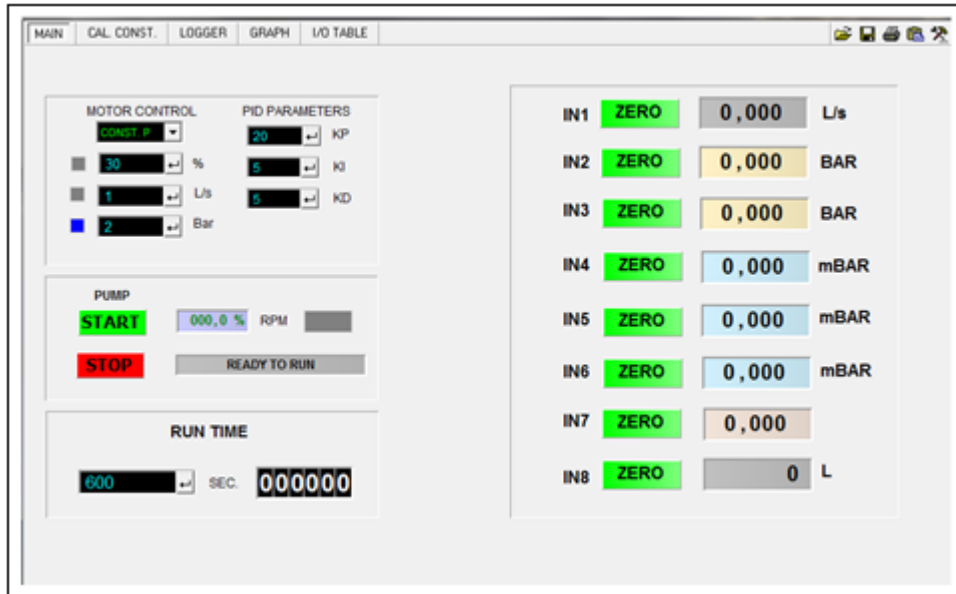 MAIN CAL. CONST. LOGGER GRAPH I/O TABLE
MOTOR CONTROL PID PARAMETERS
CONST P 20 KP
30 % 5 KI
1 L/s 5 KD
2 Bar
PUMP
START 000,0 % RPM
STOP READY TO RUN
RUN TIME
600 SEC. 000000
IN1 ZERO 0,000 L/s
IN2 ZERO 0,000 BAR
IN3 ZERO 0,000 BAR
IN4 ZERO 0,000 mBAR
IN5 ZERO 0,000 mBAR
IN6 ZERO 0,000 mBAR
IN7 ZERO 0,000
IN8 ZERO 0 L